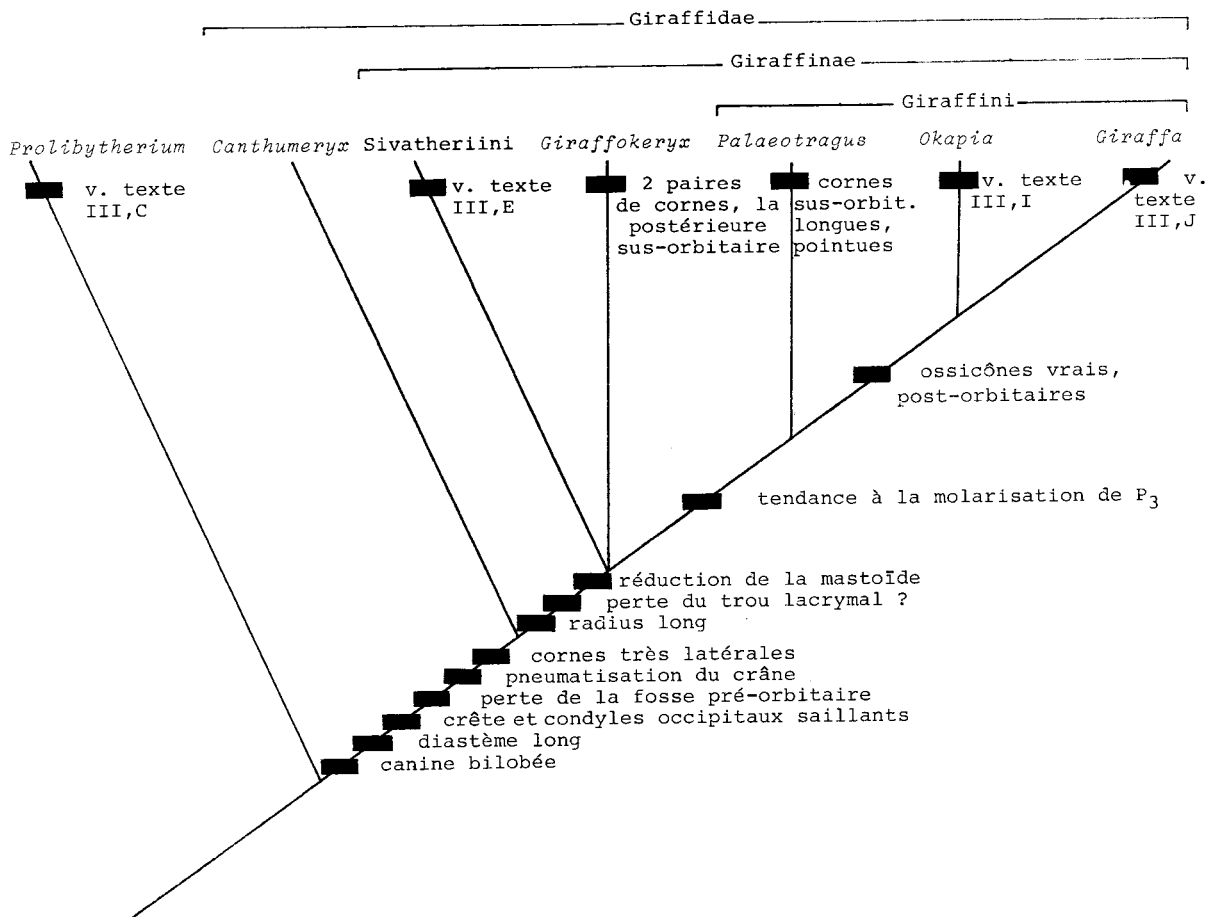 Giraffidae
Giraffinae
Giraffini
Prolibytherium Canthumeryx Sivatheriini Giraffokeryx Palaeotragus Okapia Giraffa
v. texte
III,C
v. texte
III,E
2 paires
de cornes, la
postérieure
sus-orbitaire
cornes
sus-orbit.
longues,
pointues
v. texte
III,I
v.
texte
III,J
ossicônes vrais,
post-orbitaires
tendance à la molarisation de P3
réduction de la mastoïde
perte du trou lacrymal ?
radius long
cornes très latérales
pneumatisation du crâne
perte de la fosse pré-orbitaire
crête et condyles occipitaux saillants
diastème long
canine bilobée